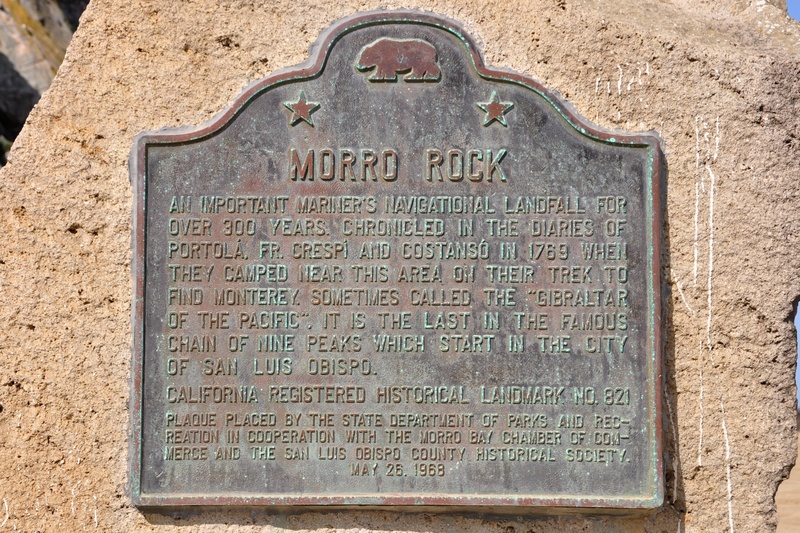 MORRO ROCK
AN IMPORTANT MARINER'S NAVIGATIONAL LANDFALL FOR
OVER 300 YEARS. CHRONICLED IN THE DIARIES OF
PORTOLÁ, FR. CRESPÍ AND COSTANSÓ IN 1769 WHEN
THEY CAMPED NEAR THIS AREA ON THEIR TREK TO
FIND MONTEREY. SOMETIMES CALLED THE "GIBRALTAR
OF THE PACIFIC". IT IS THE LAST IN THE FAMOUS
CHAIN OF NINE PEAKS WHICH START IN THE CITY
OF SAN LUIS OBISPO.
CALIFORNIA REGISTERED HISTORICAL LANDMARK NO. 821
PLAQUE PLACED BY THE STATE DEPARTMENT OF PARKS AND REC-
REATION IN COOPERATION WITH THE MORRO BAY CHAMBER OF COM-
MERCE AND THE SAN LUIS OBISPO COUNTY HISTORICAL SOCIETY.
MAY 26, 1968